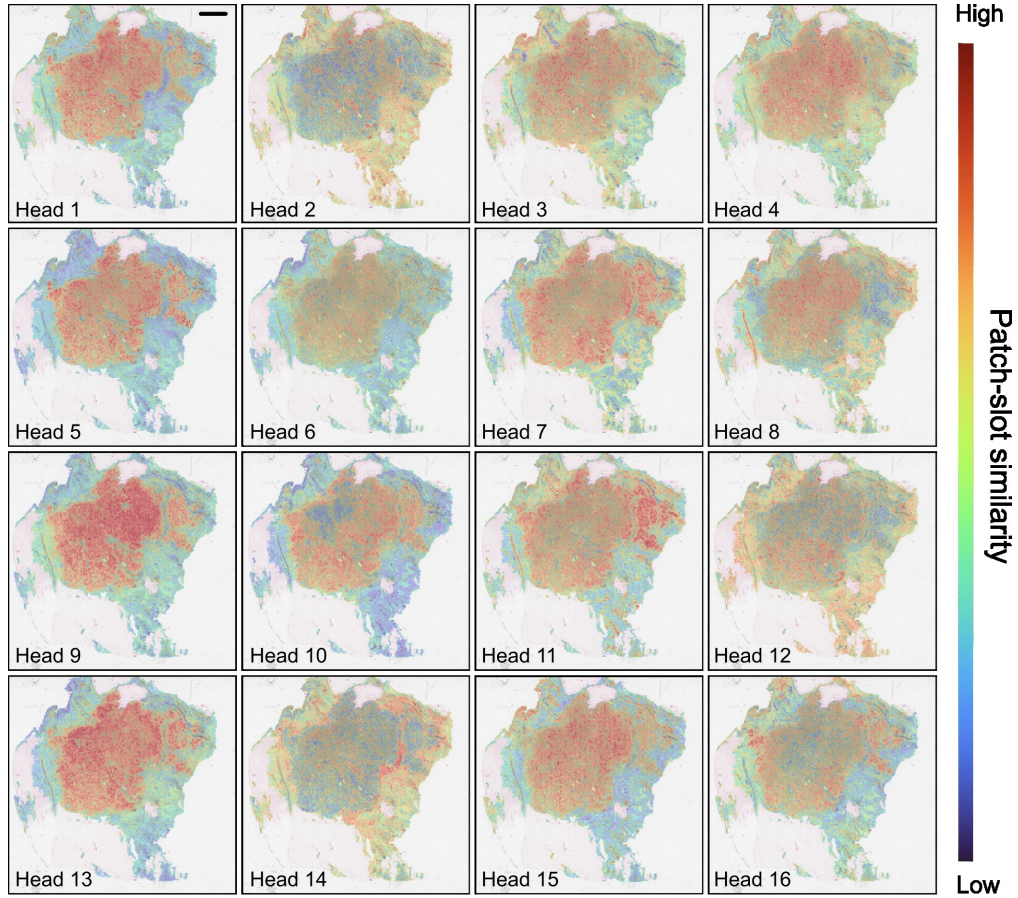 High
Head 1
Head 2
Head 3
Head 4
Head 5
Head 6
Head 7
Head 8
Patch-slot similarity
Head 9
Head 10
Head 11
Head 12
Head 13
Head 14
Head 15
Head 16
Low